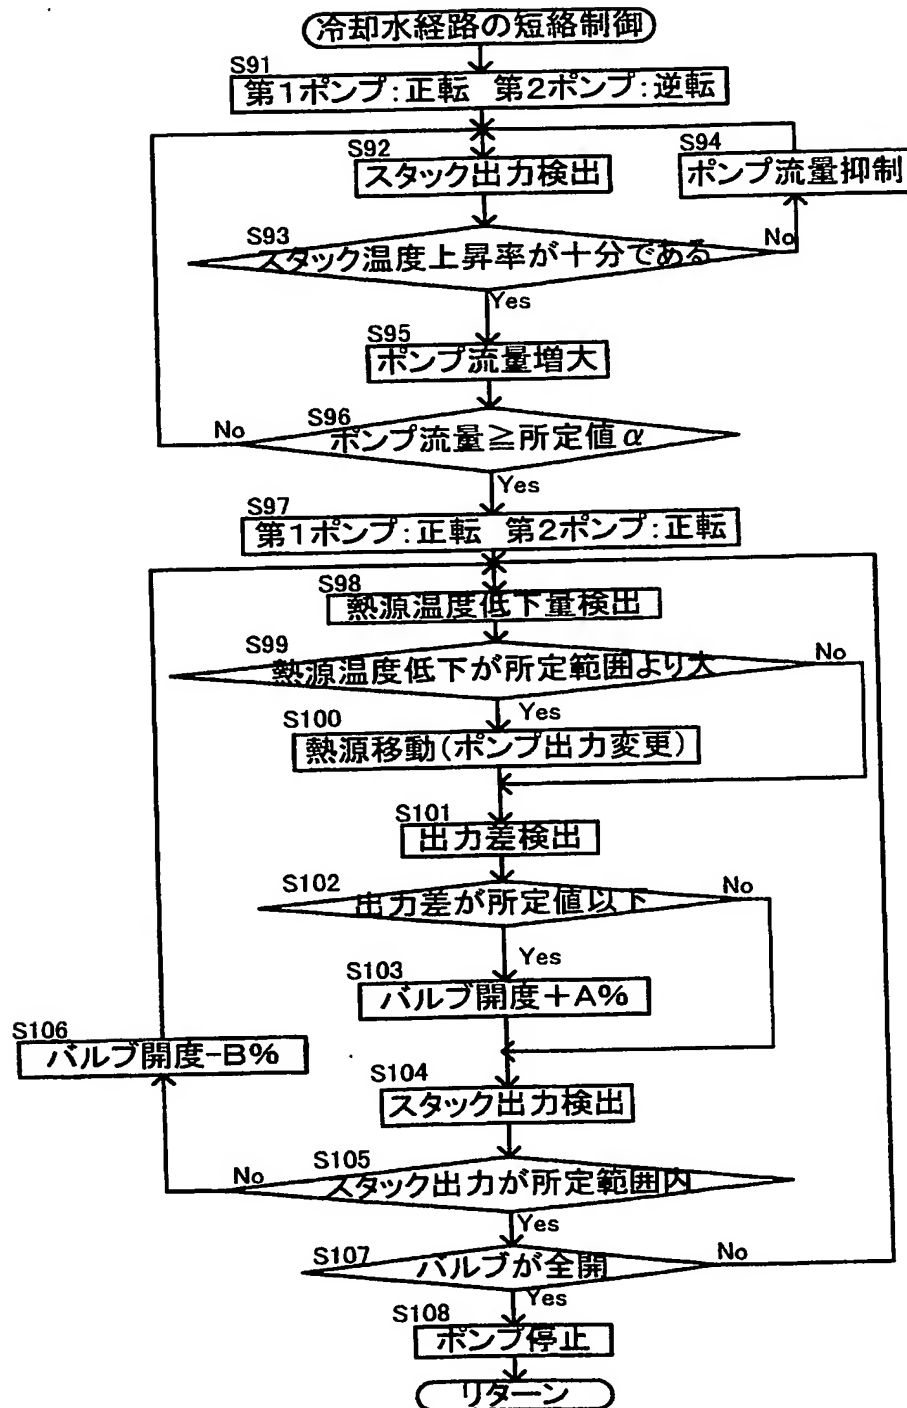 冷却水経路の短絡制御
S91
第1ポンプ:正転 第2ポンプ:逆転
S92
スタック出力検出
S94
ポンプ流量抑制
S93
スタック温度上昇率が十分である
No
Yes
S95
ポンプ流量増大
S96
ポンプ流量≧所定値α
No
Yes
S97
第1ポンプ:正転 第2ポンプ:正転
S98
熱源温度低下量検出
S99
熱源温度低下が所定範囲より大
No
Yes
S100
熱源移動(ポンプ出力変更)
S101
出力差検出
S102
出力差が所定値以下
No
Yes
S103
バルブ開度+A%
S106
バルブ開度-B%
S104
スタック出力検出
S105
スタック出力が所定範囲内
No
Yes
S107
バルブが全開
No
Yes
S108
ポンプ停止
リターン